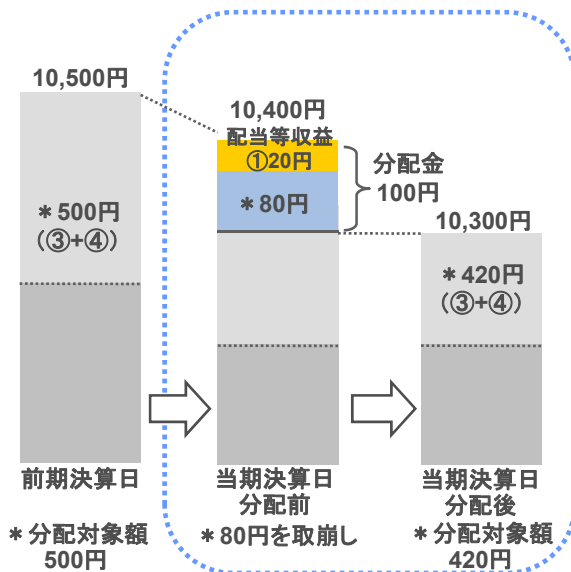 10,500円
10,400円
配当等収益
①20円
分配金
100円
＊500円
(③+④)
＊80円
10,300円
＊420円
(③+④)
前期決算日
当期決算日
分配前
当期決算日
分配後
＊分配対象額
500円
＊80円を取崩し
＊分配対象額
420円